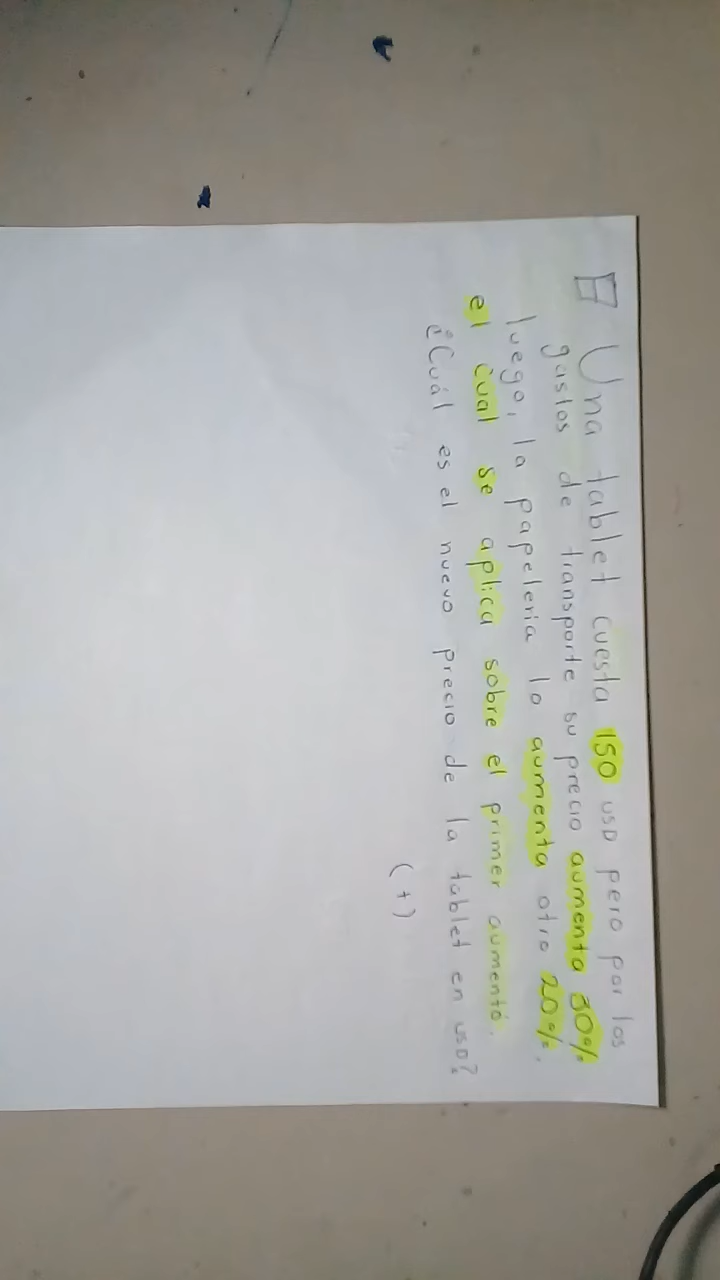 Una tablet cuesta 150 USD pero por los
gastos de transporte su precio aumenta 30%
luego, la papelería lo aumenta otro 20%.
el cual se aplica sobre el primer aumento.
¿Cuál es el nuevo precio de la tablet en USD?
(+)